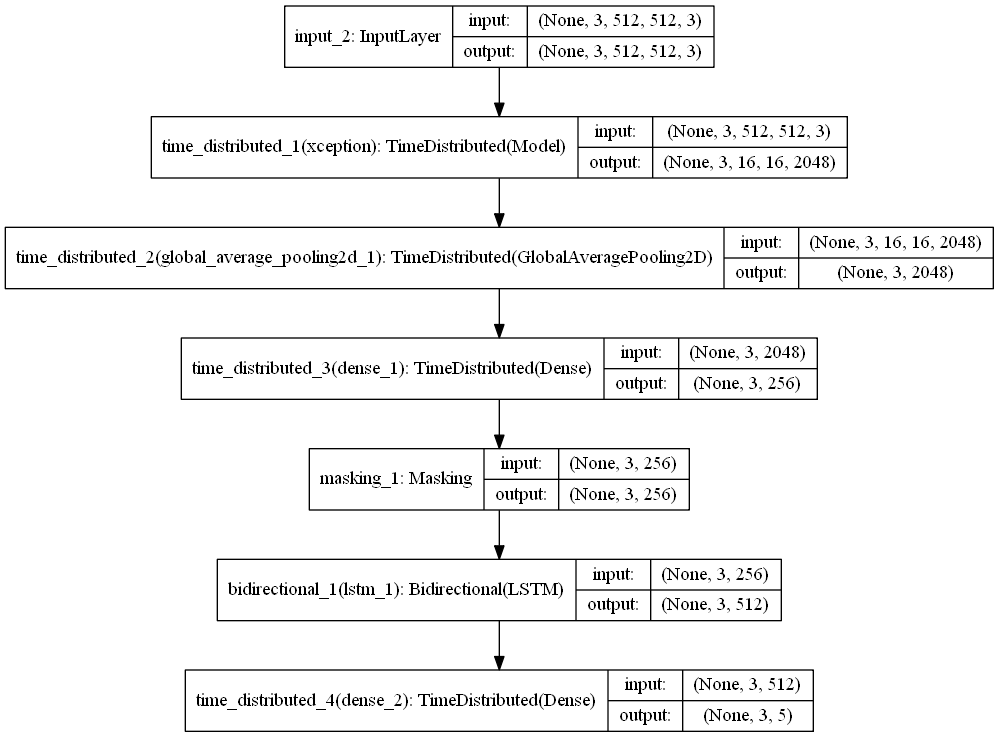 input_2: InputLayer
input: (None, 3, 512, 512, 3)
output: (None, 3, 512, 512, 3)
time_distributed_1(xception): TimeDistributed(Model)
input: (None, 3, 512, 512, 3)
output: (None, 3, 16, 16, 2048)
time_distributed_2(global_average_pooling2d_1): TimeDistributed(GlobalAveragePooling2D)
input: (None, 3, 16, 16, 2048)
output: (None, 3, 2048)
time_distributed_3(dense_1): TimeDistributed(Dense)
input: (None, 3, 2048)
output: (None, 3, 256)
masking_1: Masking
input: (None, 3, 256)
output: (None, 3, 256)
bidirectional_1(lstm_1): Bidirectional(LSTM)
input: (None, 3, 256)
output: (None, 3, 512)
time_distributed_4(dense_2): TimeDistributed(Dense)
input: (None, 3, 512)
output: (None, 3, 5)